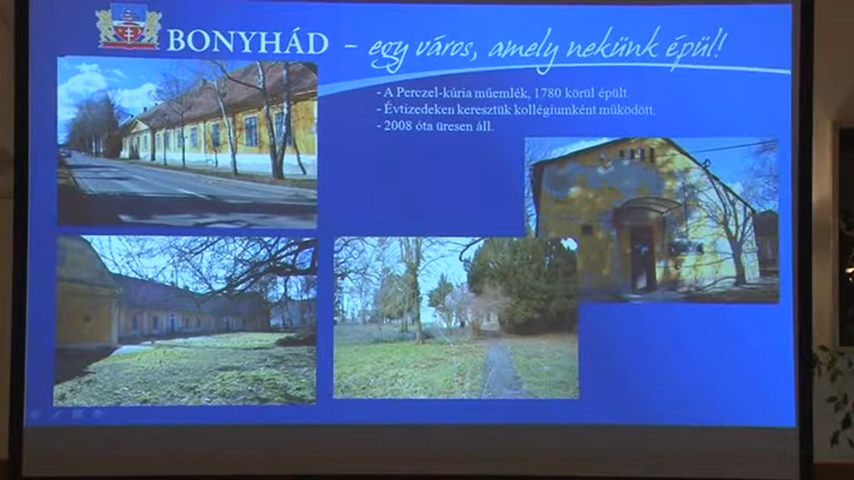 BONYHÁD – egy város, amely nekünk épül!
- A Perczel-kúria műemlék, 1780 körül épült.
- Évtizedeken keresztük kollégiumként működött.
- 2008 óta üresen áll.